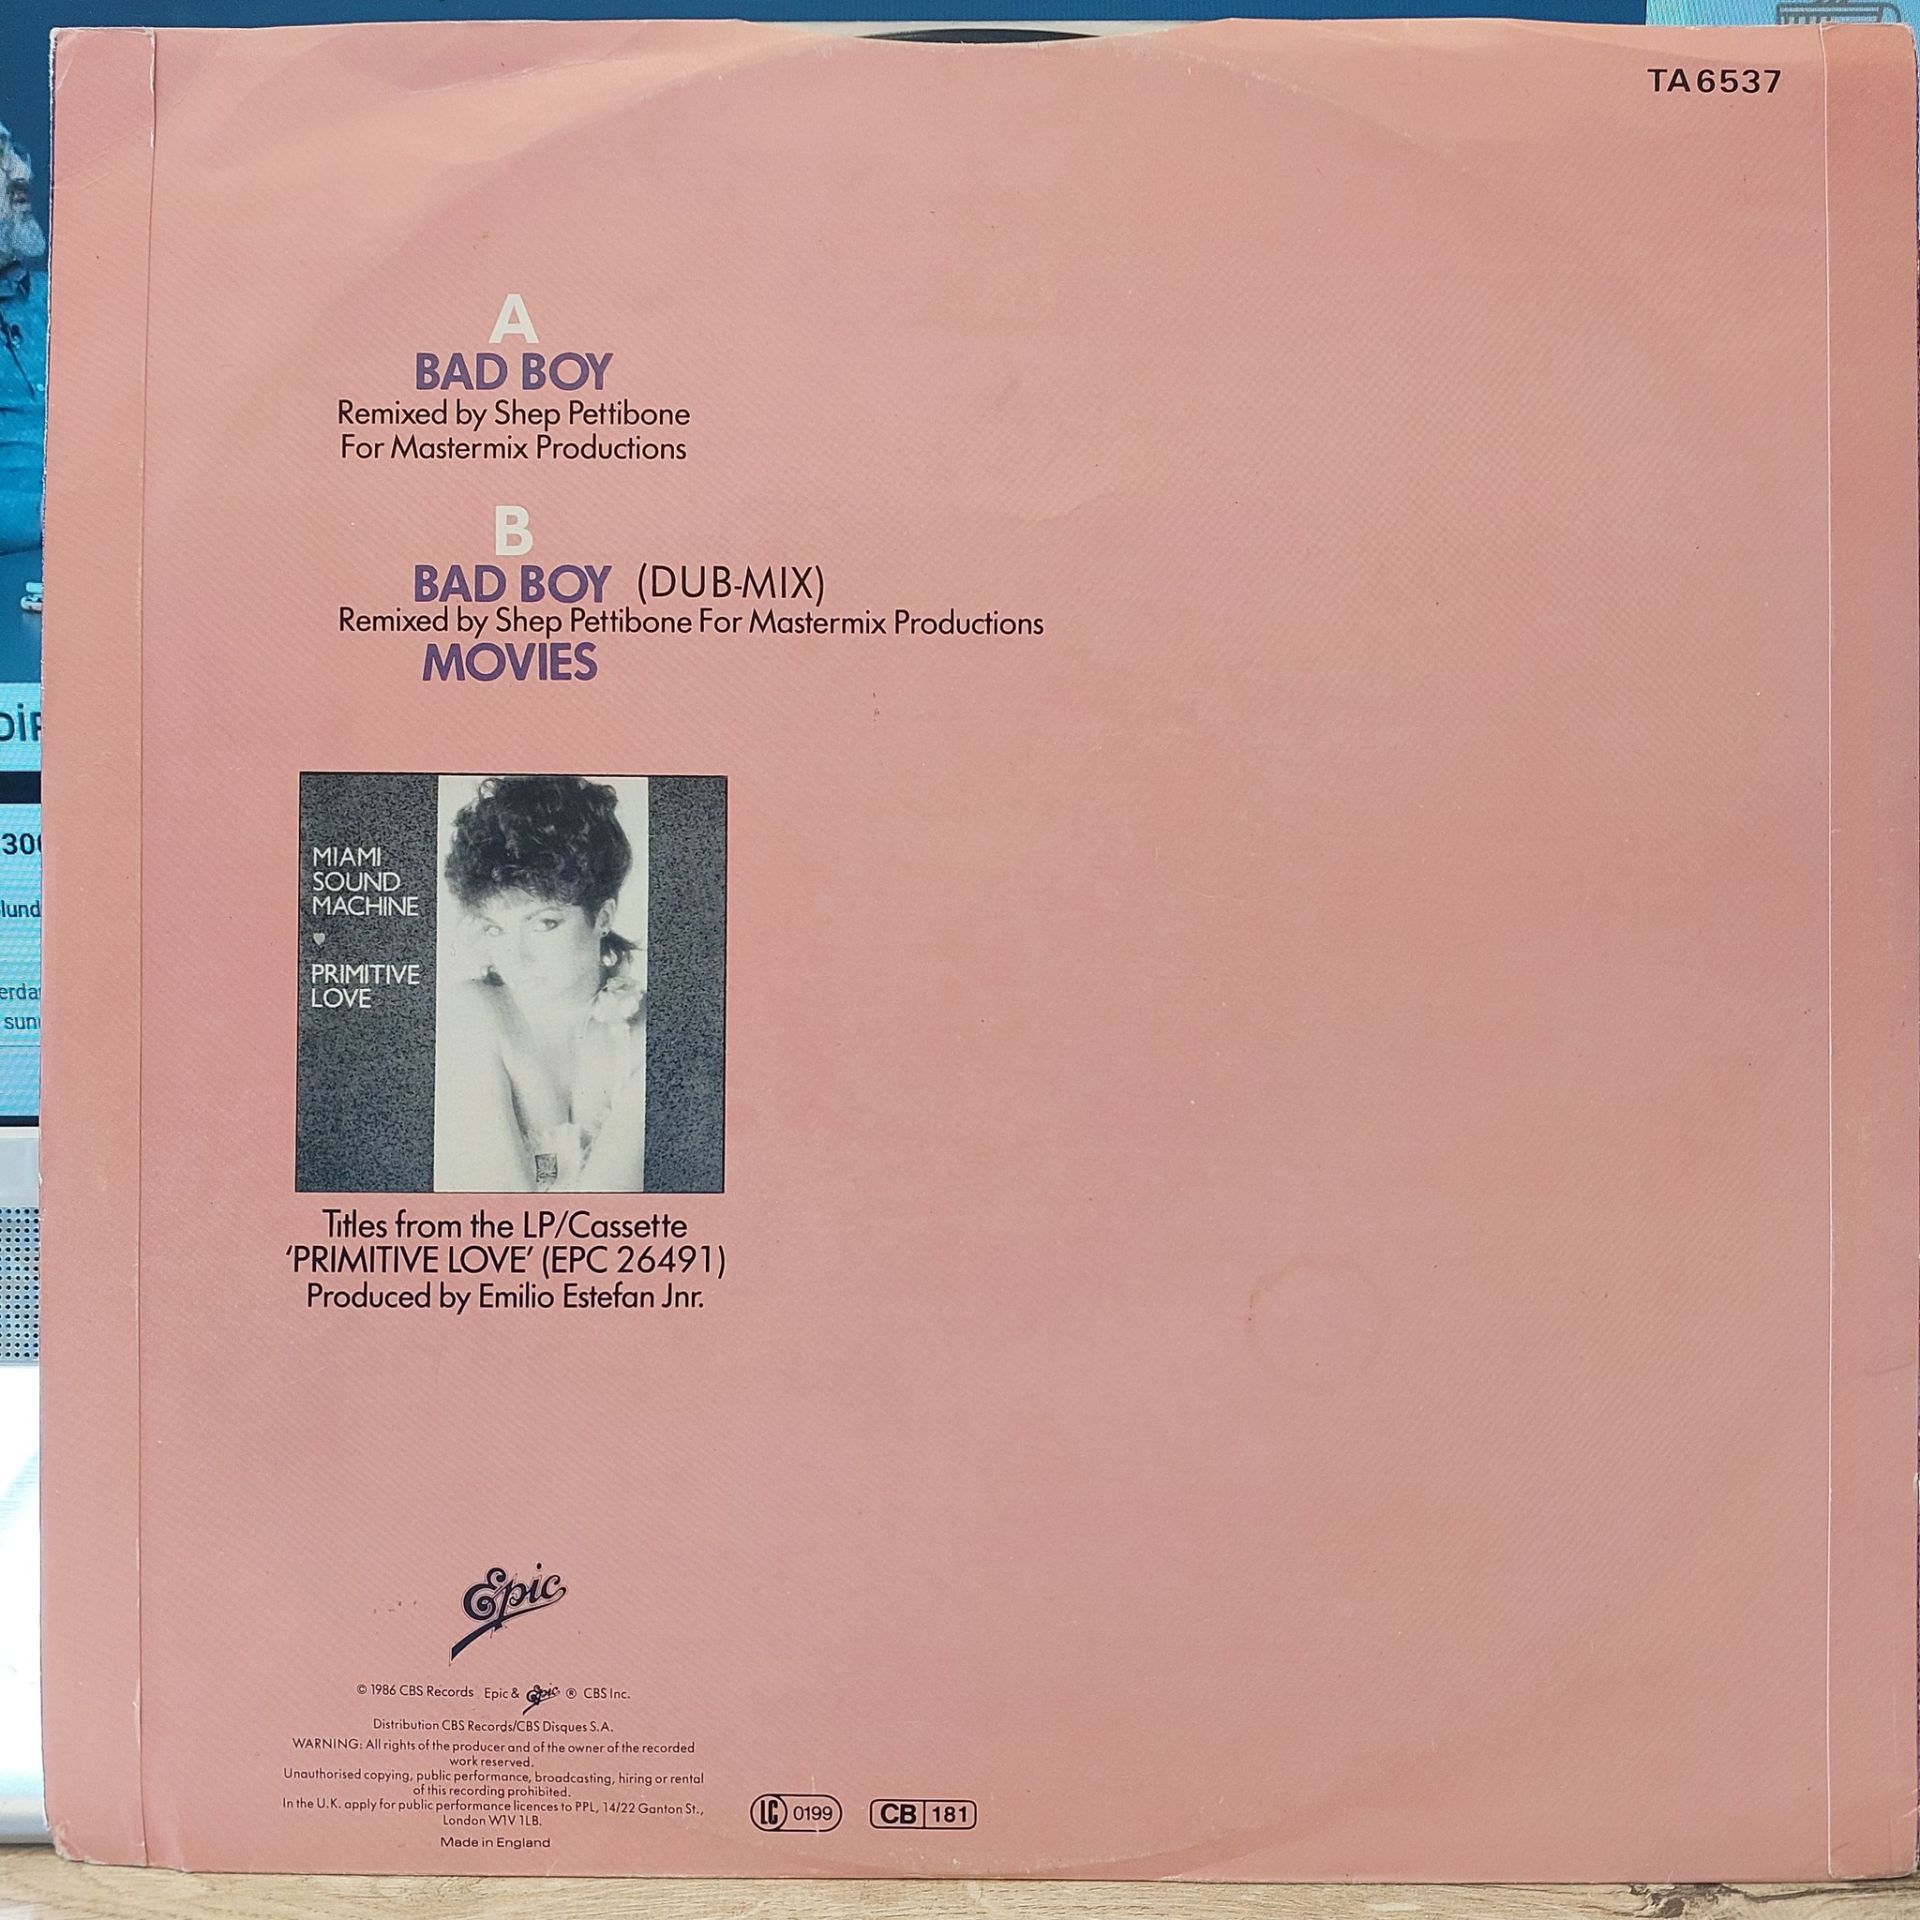 TA6537
A
BAD BOY
Remixed by Shep Pettibone
For Mastermix Productions
B
BAD BOY (DUB-MIX)
Remixed by Shep Pettibone For Mastermix Productions
MOVIES
MIAMI
SOUND
MACHINE
PRIMITIVE
LOVE
Titles from the LP/Cassette
'PRIMITIVE LOVE' (EPC 26491)
Produced by Emilio Estefan Jnr.
Epic
© 1986 CBS Records Epic & Epic ® CBS Inc.
Distribution CBS Records/CBS Disques S.A.
WARNING: All rights of the producer and of the owner of the recorded
work reserved.
Unauthorised copying, public performance, broadcasting, hiring or rental
of this recording prohibited.
In the U.K. apply for public performance licences to PPL, 14/22 Ganton St.,
London W1V 1LB.
Made in England
LC 0199
CB 181